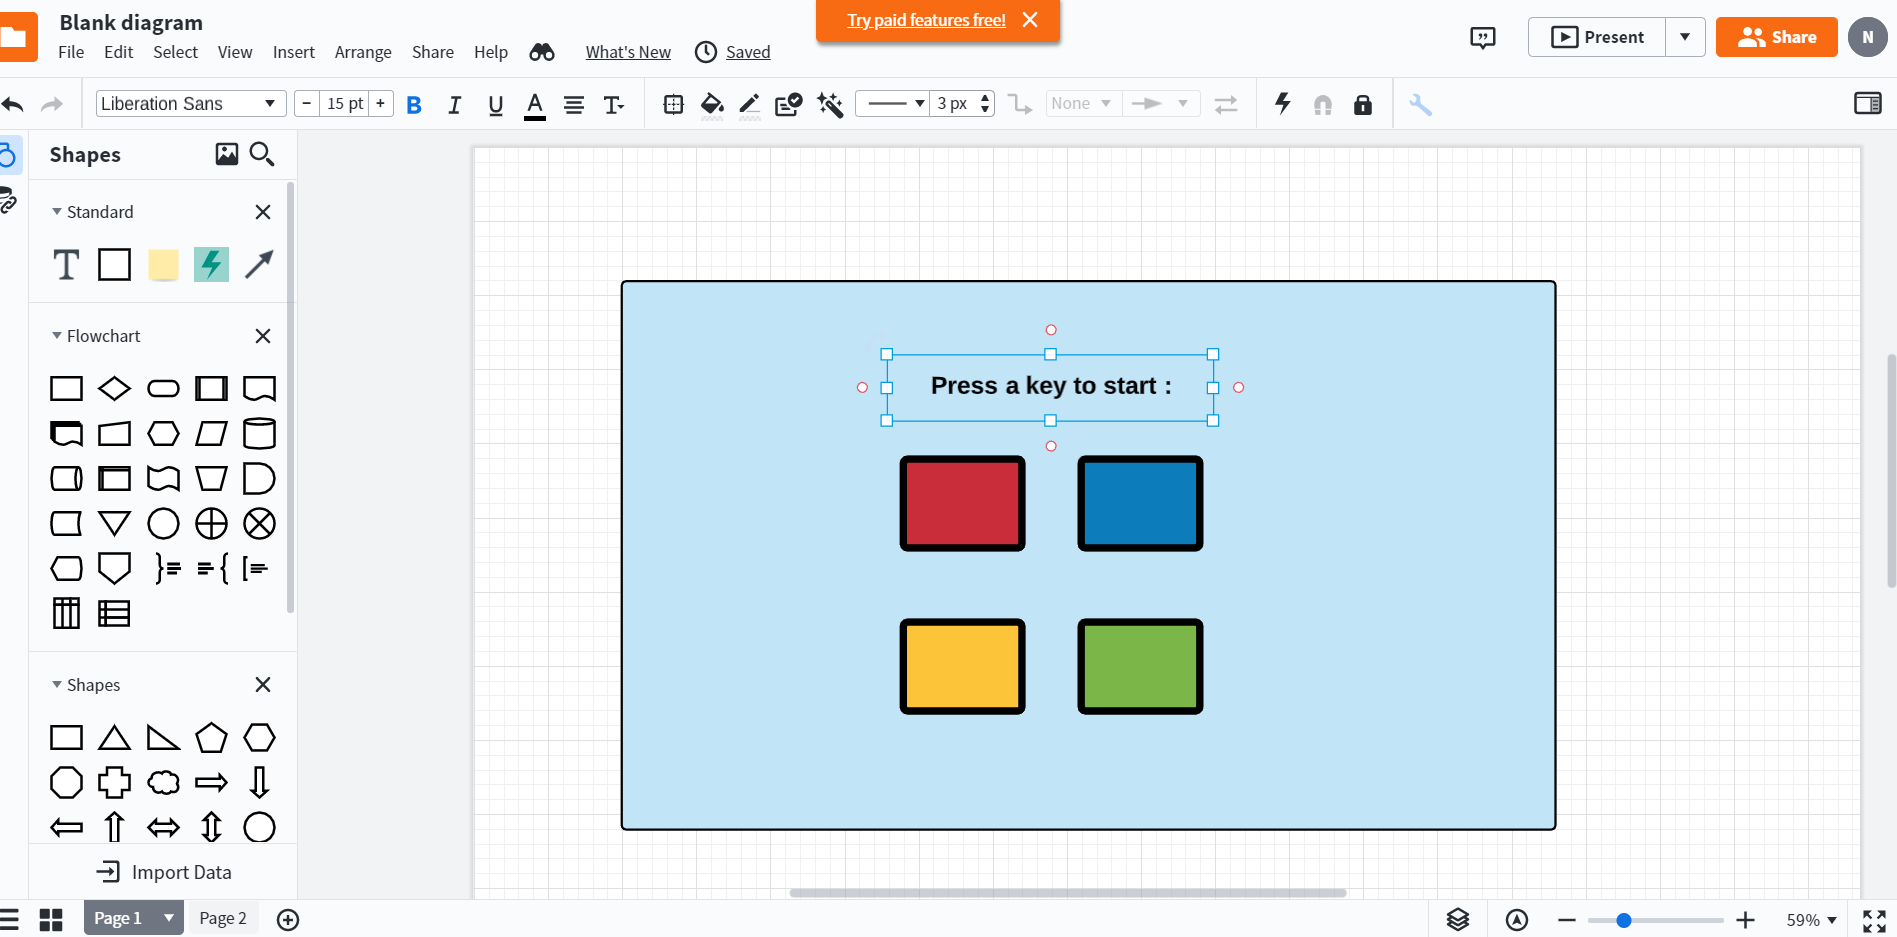 Try paid features free!
Blank diagram
File Edit Select View Insert Arrange Share Help What's New Saved
Present Share N
Liberation Sans − 15 pt + B I U A T 3 px None
Shapes
Standard
T
Flowchart
Shapes
Press a key to start :
Import Data
Page 1 Page 2 59%